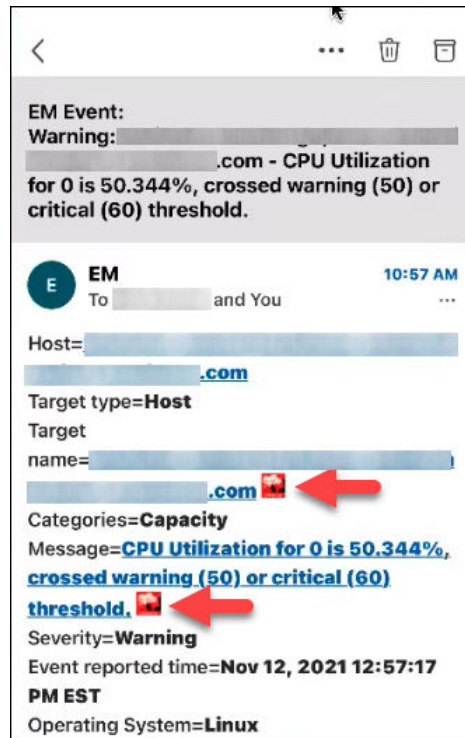 EM Event:
Warning:
.com - CPU Utilization
for 0 is 50.344%, crossed warning (50) or
critical (60) threshold.
E
EM
10:57 AM
To and You
Host=
.com
Target type=Host
Target
name=
.com
Categories=Capacity
Message=CPU Utilization for 0 is 50.344%,
crossed warning (50) or critical (60)
threshold.
Severity=Warning
Event reported time=Nov 12, 2021 12:57:17
PM EST
Operating System=Linux